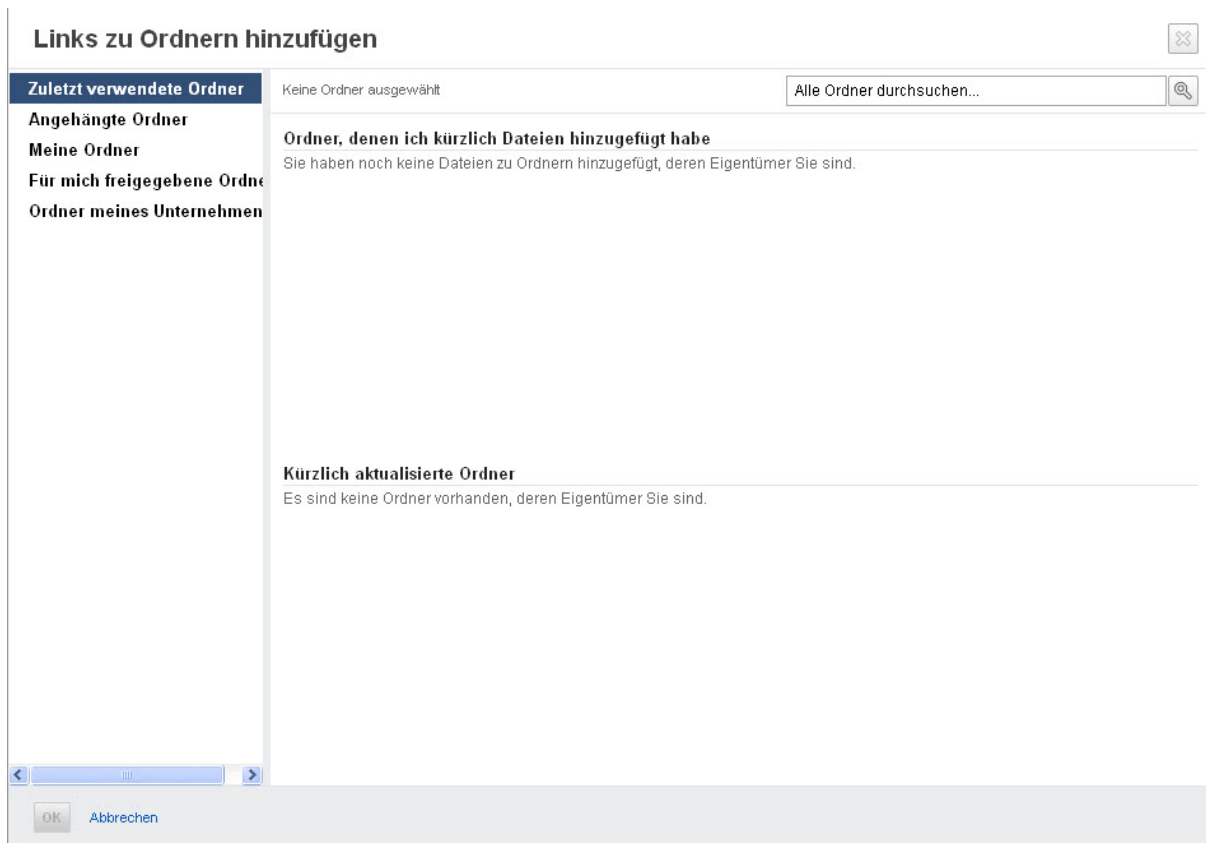 Links zu Ordnern hinzufügen
Zuletzt verwendete Ordner
Angehängte Ordner
Meine Ordner
Für mich freigegebene Ordne
Ordner meines Unternehmen
Keine Ordner ausgewählt
Alle Ordner durchsuchen...
Ordner, denen ich kürzlich Dateien hinzugefügt habe
Sie haben noch keine Dateien zu Ordnern hinzugefügt, deren Eigentümer Sie sind.
Kürzlich aktualisierte Ordner
Es sind keine Ordner vorhanden, deren Eigentümer Sie sind.
OK
Abbrechen